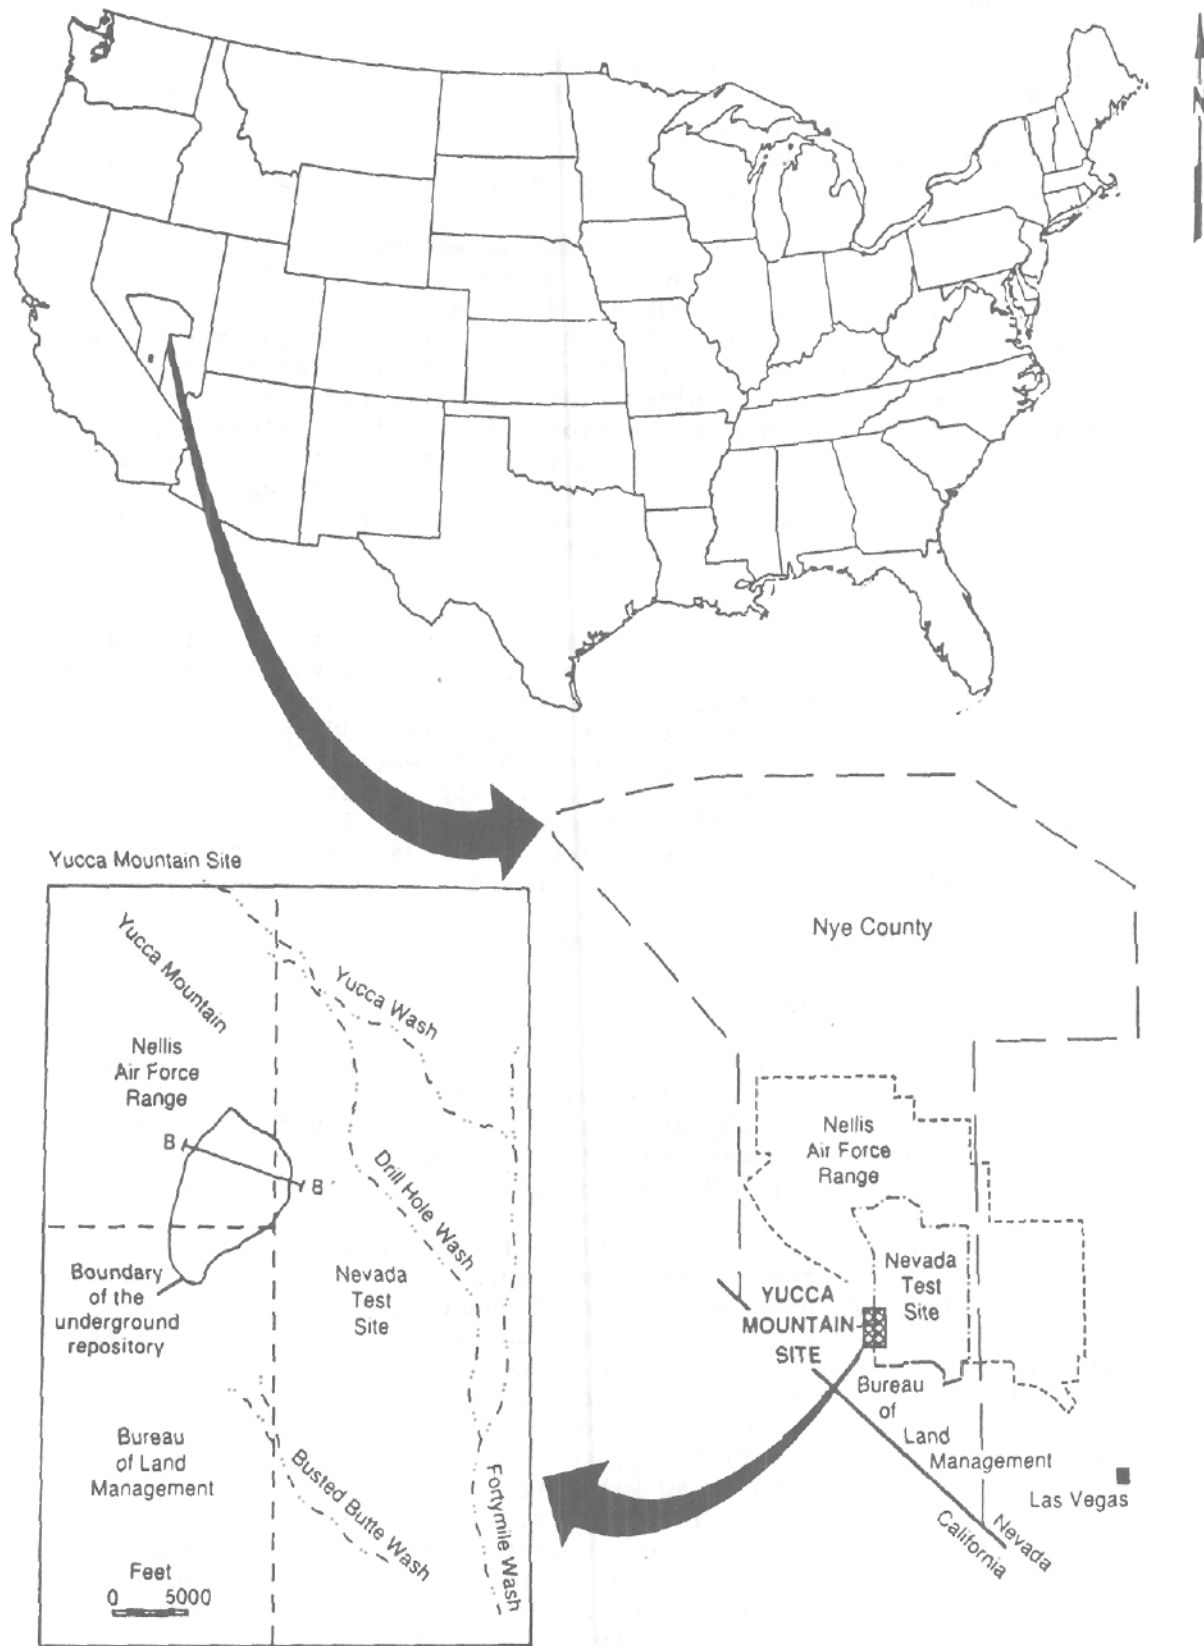 N
Yucca Mountain Site
Yucca Mountain
Nellis
Air Force
Range
Yucca Wash
B
B'
Drill Hole Wash
Boundary
of the
underground
repository
Nevada
Test
Site
Bureau
of Land
Management
Busted Butte Wash
Fortymile Wash
Feet
0 5000
Nye County
Nellis
Air Force
Range
Nevada
Test
Site
YUCCA
MOUNTAIN
SITE
Bureau
of
Land
Management
Las Vegas
Nevada
California